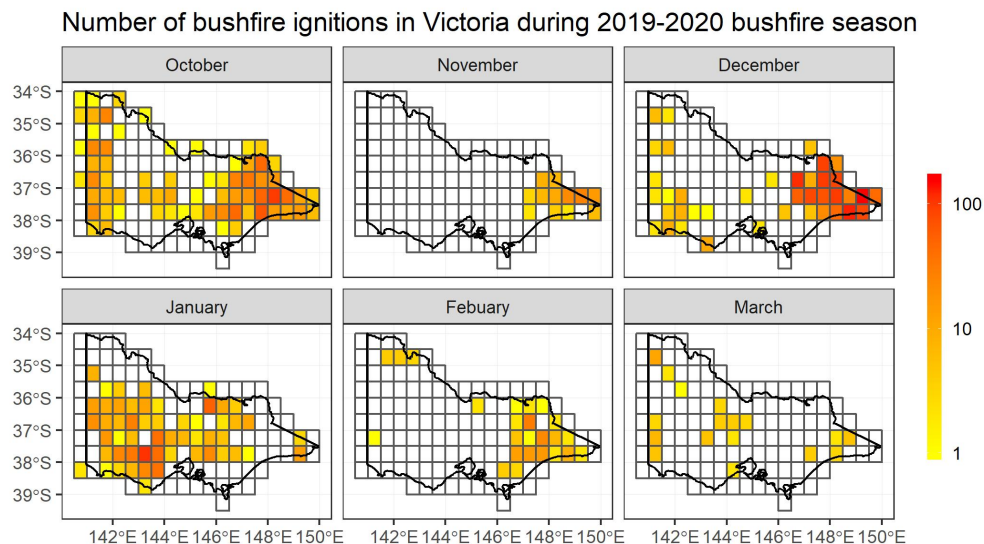 Number of bushfire ignitions in Victoria during 2019-2020 bushfire season
October November December
34°S
35°S
36°S
37°S
38°S
39°S
100
10
1
January Febuary March
34°S
35°S
36°S
37°S
38°S
39°S
142°E 144°E 146°E 148°E 150°E 142°E 144°E 146°E 148°E 150°E 142°E 144°E 146°E 148°E 150°E